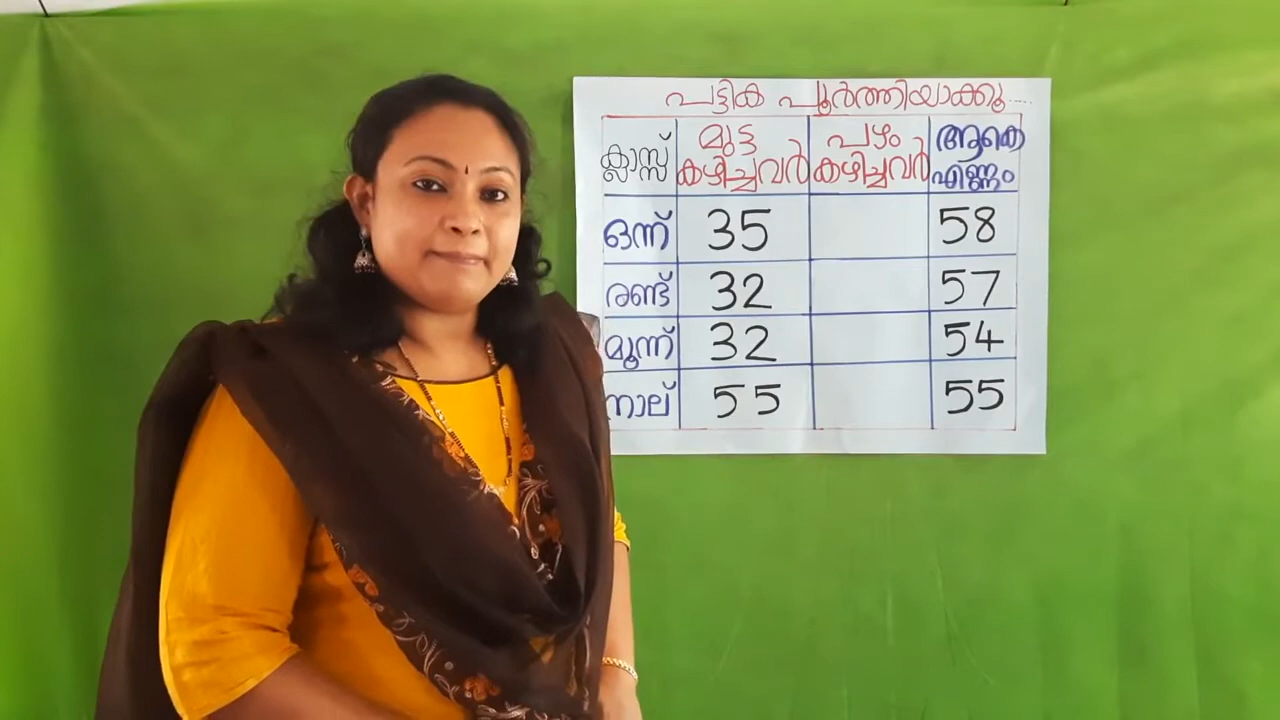 പട്ടിക പൂർത്തിയാക്കൂ.....
ക്ലാസ്സ് മുട്ട കഴിച്ചവർ പഴം കഴിച്ചവർ ആകെ എണ്ണം
ഒന്ന് 35 58
രണ്ട് 32 57
മൂന്ന് 32 54
നാല് 55 55